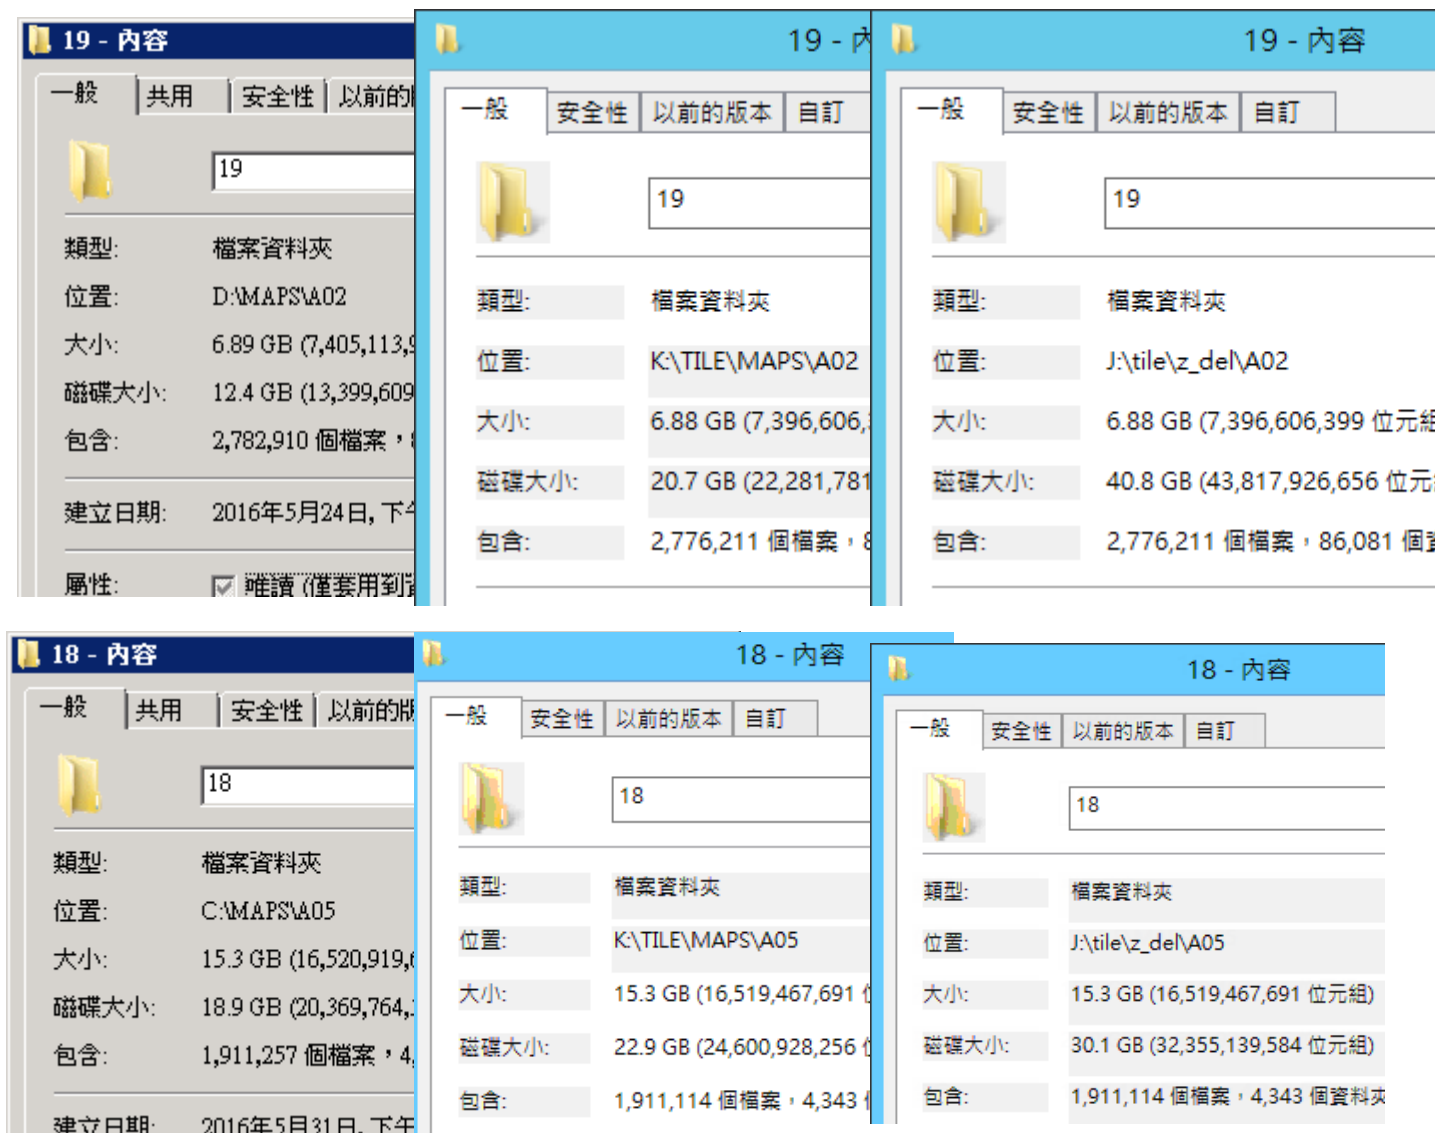 19 - 內容
一般 共用 安全性 以前的
19
類型: 檔案資料夾
位置: D:\MAPS\A02
大小: 6.89 GB (7,405,113,9
磁碟大小: 12.4 GB (13,399,609
包含: 2,782,910 個檔案，8
建立日期: 2016年5月24日, 下午
屬性: 唯讀 (僅套用到資
19 - 內
一般 安全性 以前的版本 自訂
19
類型: 檔案資料夾
位置: K:\TILE\MAPS\A02
大小: 6.88 GB (7,396,606,
磁碟大小: 20.7 GB (22,281,781
包含: 2,776,211 個檔案，8
19 - 內容
一般 安全性 以前的版本 自訂
19
類型: 檔案資料夾
位置: J:\tile\z_del\A02
大小: 6.88 GB (7,396,606,399 位元組
磁碟大小: 40.8 GB (43,817,926,656 位元
包含: 2,776,211 個檔案，86,081 個
18 - 內容
一般 共用 安全性 以前的版
18
類型: 檔案資料夾
位置: C:\MAPS\A05
大小: 15.3 GB (16,520,919,6
磁碟大小: 18.9 GB (20,369,764,
包含: 1,911,257 個檔案，4,
建立日期: 2016年5月31日, 下午
18 - 內容
一般 安全性 以前的版本 自訂
18
類型: 檔案資料夾
位置: K:\TILE\MAPS\A05
大小: 15.3 GB (16,519,467,691 位
磁碟大小: 22.9 GB (24,600,928,256 位
包含: 1,911,114 個檔案，4,343 個
18 - 內容
一般 安全性 以前的版本 自訂
18
類型: 檔案資料夾
位置: J:\tile\z_del\A05
大小: 15.3 GB (16,519,467,691 位元組)
磁碟大小: 30.1 GB (32,355,139,584 位元組)
包含: 1,911,114 個檔案，4,343 個資料夾